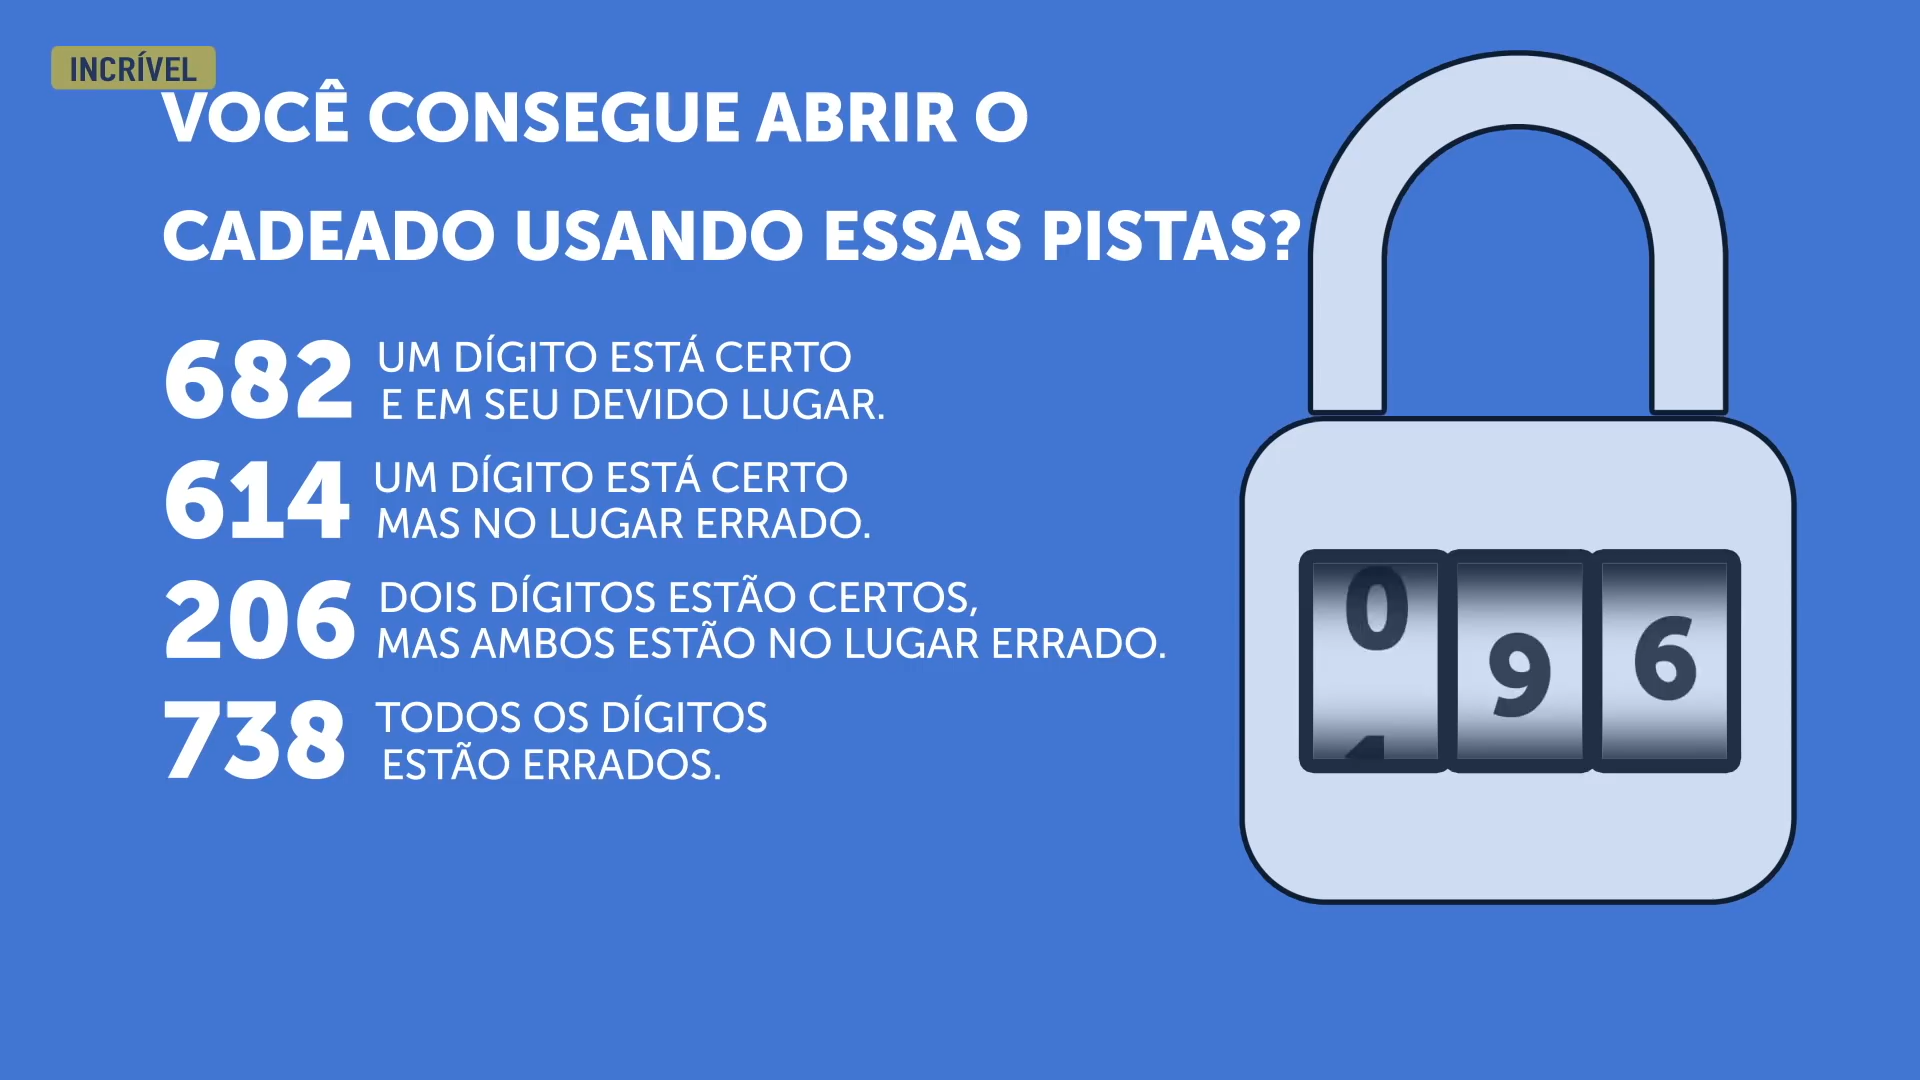 INCRÍVEL
VOCÊ CONSEGUE ABRIR O
CADEADO USANDO ESSAS PISTAS?
682 UM DÍGITO ESTÁ CERTO
E EM SEU DEVIDO LUGAR.
614 UM DÍGITO ESTÁ CERTO
MAS NO LUGAR ERRADO.
206 DOIS DÍGITOS ESTÃO CERTOS,
MAS AMBOS ESTÃO NO LUGAR ERRADO.
738 TODOS OS DÍGITOS
ESTÃO ERRADOS.
0 9 6